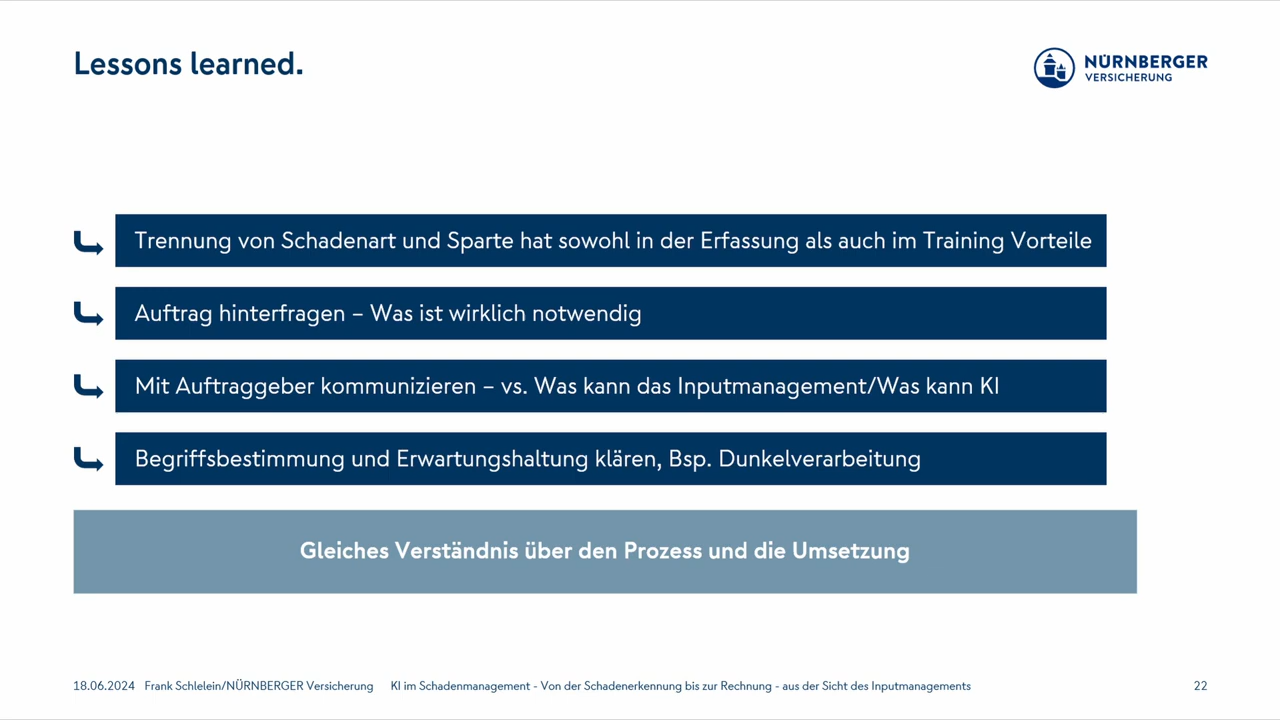 Lessons learned.
NÜRNBERGER
VERSICHERUNG
Trennung von Schadenart und Sparte hat sowohl in der Erfassung als auch im Training Vorteile
Auftrag hinterfragen – Was ist wirklich notwendig
Mit Auftraggeber kommunizieren – vs. Was kann das Inputmanagement/Was kann KI
Begriffsbestimmung und Erwartungshaltung klären, Bsp. Dunkelverarbeitung
Gleiches Verständnis über den Prozess und die Umsetzung
18.06.2024 Frank Schlelein/NÜRNBERGER Versicherung KI im Schadenmanagement - Von der Schadenerkennung bis zur Rechnung - aus der Sicht des Inputmanagements 22